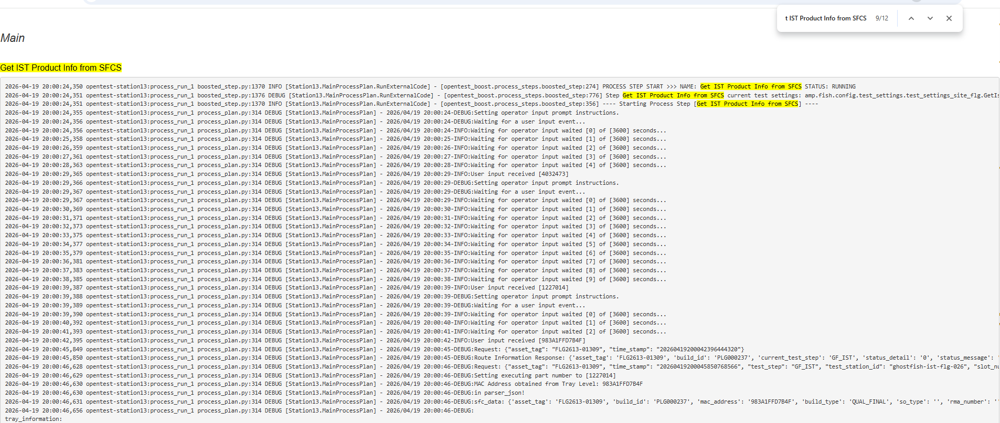 t IST Product Info from SFCS 9/12
Main
Get IST Product Info from SFCS
2026-04-19 20:00:24,350 opentest-station13:process_run_1 boosted_step.py:1370 INFO [Station13.MainProcessPlan.RunExternalCode] - [opentest_boost.process_steps.boosted_step:274] PROCESS STEP START >>> NAME: Get IST Product Info from SFCS STATUS: RUNNING
2026-04-19 20:00:24,351 opentest-station13:process_run_1 boosted_step.py:1376 DEBUG [Station13.MainProcessPlan.RunExternalCode] - [opentest_boost.process_steps.boosted_step:776] Step Get IST Product Info from SFCS current test settings: amp.fish.config.test_settings.test_settings_site_flg.GetIs
2026-04-19 20:00:24,351 opentest-station13:process_run_1 boosted_step.py:1370 INFO [Station13.MainProcessPlan.RunExternalCode] - [opentest_boost.process_steps.boosted_step:356] ---- Starting Process Step [Get IST Product Info from SFCS] ----
2026-04-19 20:00:24,355 opentest-station13:process_run_1 process_plan.py:314 DEBUG [Station13.MainProcessPlan] - 2026/04/19 20:00:24-DEBUG:Setting operator input prompt instructions.
2026-04-19 20:00:24,356 opentest-station13:process_run_1 process_plan.py:314 DEBUG [Station13.MainProcessPlan] - 2026/04/19 20:00:24-DEBUG:Waiting for a user input event...
2026-04-19 20:00:24,356 opentest-station13:process_run_1 process_plan.py:314 DEBUG [Station13.MainProcessPlan] - 2026/04/19 20:00:24-INFO:Waiting for operator input waited [0] of [3600] seconds...
2026-04-19 20:00:25,358 opentest-station13:process_run_1 process_plan.py:314 DEBUG [Station13.MainProcessPlan] - 2026/04/19 20:00:25-INFO:Waiting for operator input waited [1] of [3600] seconds...
2026-04-19 20:00:26,359 opentest-station13:process_run_1 process_plan.py:314 DEBUG [Station13.MainProcessPlan] - 2026/04/19 20:00:26-INFO:Waiting for operator input waited [2] of [3600] seconds...
2026-04-19 20:00:27,361 opentest-station13:process_run_1 process_plan.py:314 DEBUG [Station13.MainProcessPlan] - 2026/04/19 20:00:27-INFO:Waiting for operator input waited [3] of [3600] seconds...
2026-04-19 20:00:28,363 opentest-station13:process_run_1 process_plan.py:314 DEBUG [Station13.MainProcessPlan] - 2026/04/19 20:00:28-INFO:Waiting for operator input waited [4] of [3600] seconds...
2026-04-19 20:00:29,365 opentest-station13:process_run_1 process_plan.py:314 DEBUG [Station13.MainProcessPlan] - 2026/04/19 20:00:29-INFO:User input received [4032473]
2026-04-19 20:00:29,366 opentest-station13:process_run_1 process_plan.py:314 DEBUG [Station13.MainProcessPlan] - 2026/04/19 20:00:29-DEBUG:Setting operator input prompt instructions.
2026-04-19 20:00:29,367 opentest-station13:process_run_1 process_plan.py:314 DEBUG [Station13.MainProcessPlan] - 2026/04/19 20:00:29-DEBUG:Waiting for a user input event...
2026-04-19 20:00:29,367 opentest-station13:process_run_1 process_plan.py:314 DEBUG [Station13.MainProcessPlan] - 2026/04/19 20:00:29-INFO:Waiting for operator input waited [0] of [3600] seconds...
2026-04-19 20:00:30,369 opentest-station13:process_run_1 process_plan.py:314 DEBUG [Station13.MainProcessPlan] - 2026/04/19 20:00:30-INFO:Waiting for operator input waited [1] of [3600] seconds...
2026-04-19 20:00:31,371 opentest-station13:process_run_1 process_plan.py:314 DEBUG [Station13.MainProcessPlan] - 2026/04/19 20:00:31-INFO:Waiting for operator input waited [2] of [3600] seconds...
2026-04-19 20:00:32,373 opentest-station13:process_run_1 process_plan.py:314 DEBUG [Station13.MainProcessPlan] - 2026/04/19 20:00:32-INFO:Waiting for operator input waited [3] of [3600] seconds...
2026-04-19 20:00:33,375 opentest-station13:process_run_1 process_plan.py:314 DEBUG [Station13.MainProcessPlan] - 2026/04/19 20:00:33-INFO:Waiting for operator input waited [4] of [3600] seconds...
2026-04-19 20:00:34,377 opentest-station13:process_run_1 process_plan.py:314 DEBUG [Station13.MainProcessPlan] - 2026/04/19 20:00:34-INFO:Waiting for operator input waited [5] of [3600] seconds...
2026-04-19 20:00:35,379 opentest-station13:process_run_1 process_plan.py:314 DEBUG [Station13.MainProcessPlan] - 2026/04/19 20:00:35-INFO:Waiting for operator input waited [6] of [3600] seconds...
2026-04-19 20:00:36,381 opentest-station13:process_run_1 process_plan.py:314 DEBUG [Station13.MainProcessPlan] - 2026/04/19 20:00:36-INFO:Waiting for operator input waited [7] of [3600] seconds...
2026-04-19 20:00:37,383 opentest-station13:process_run_1 process_plan.py:314 DEBUG [Station13.MainProcessPlan] - 2026/04/19 20:00:37-INFO:Waiting for operator input waited [8] of [3600] seconds...
2026-04-19 20:00:38,385 opentest-station13:process_run_1 process_plan.py:314 DEBUG [Station13.MainProcessPlan] - 2026/04/19 20:00:38-INFO:Waiting for operator input waited [9] of [3600] seconds...
2026-04-19 20:00:39,387 opentest-station13:process_run_1 process_plan.py:314 DEBUG [Station13.MainProcessPlan] - 2026/04/19 20:00:39-INFO:User input received [1227014]
2026-04-19 20:00:39,388 opentest-station13:process_run_1 process_plan.py:314 DEBUG [Station13.MainProcessPlan] - 2026/04/19 20:00:39-DEBUG:Setting operator input prompt instructions.
2026-04-19 20:00:39,389 opentest-station13:process_run_1 process_plan.py:314 DEBUG [Station13.MainProcessPlan] - 2026/04/19 20:00:39-DEBUG:Waiting for a user input event...
2026-04-19 20:00:39,390 opentest-station13:process_run_1 process_plan.py:314 DEBUG [Station13.MainProcessPlan] - 2026/04/19 20:00:39-INFO:Waiting for operator input waited [0] of [3600] seconds...
2026-04-19 20:00:40,392 opentest-station13:process_run_1 process_plan.py:314 DEBUG [Station13.MainProcessPlan] - 2026/04/19 20:00:40-INFO:Waiting for operator input waited [1] of [3600] seconds...
2026-04-19 20:00:41,393 opentest-station13:process_run_1 process_plan.py:314 DEBUG [Station13.MainProcessPlan] - 2026/04/19 20:00:41-INFO:Waiting for operator input waited [2] of [3600] seconds...
2026-04-19 20:00:42,395 opentest-station13:process_run_1 process_plan.py:314 DEBUG [Station13.MainProcessPlan] - 2026/04/19 20:00:42-INFO:User input received [983A1FFD7B4F]
2026-04-19 20:00:45,849 opentest-station13:process_run_1 process_plan.py:314 DEBUG [Station13.MainProcessPlan] - 2026/04/19 20:00:45-DEBUG:Request: {"asset_tag": "FLG2613-01309", "time_stamp": "20260419200042396444320"}
2026-04-19 20:00:45,850 opentest-station13:process_run_1 process_plan.py:314 DEBUG [Station13.MainProcessPlan] - 2026/04/19 20:00:45-DEBUG:Route Information Response: {'asset_tag': 'FLG2613-01309', 'build_id': 'PLG000237', 'current_test_step': 'GF_IST', 'status_detail': '0', 'status_message': '
2026-04-19 20:00:46,628 opentest-station13:process_run_1 process_plan.py:314 DEBUG [Station13.MainProcessPlan] - 2026/04/19 20:00:46-DEBUG:Request: {"asset_tag": "FLG2613-01309", "time_stamp": "20260419200045850768566", "test_step": "GF_IST", "test_station_id": "ghostfish-ist-flg-026", "slot_nu
2026-04-19 20:00:46,629 opentest-station13:process_run_1 process_plan.py:314 DEBUG [Station13.MainProcessPlan] - 2026/04/19 20:00:46-DEBUG:Setting executing part number to [1227014]
2026-04-19 20:00:46,630 opentest-station13:process_run_1 process_plan.py:314 DEBUG [Station13.MainProcessPlan] - 2026/04/19 20:00:46-DEBUG:MAC Address obtained from Tray Level: 983A1FFD7B4F
2026-04-19 20:00:46,630 opentest-station13:process_run_1 process_plan.py:314 DEBUG [Station13.MainProcessPlan] - 2026/04/19 20:00:46-DEBUG:in parser_json!
2026-04-19 20:00:46,631 opentest-station13:process_run_1 process_plan.py:314 DEBUG [Station13.MainProcessPlan] - 2026/04/19 20:00:46-DEBUG:sfc_data: {'asset_tag': 'FLG2613-01309', 'build_id': 'PLG000237', 'mac_address': '983A1FFD7B4F', 'build_type': 'QUAL_FINAL', 'so_type': '', 'rma_number': ''
2026-04-19 20:00:46,656 opentest-station13:process_run_1 process_plan.py:314 DEBUG [Station13.MainProcessPlan] - 2026/04/19 20:00:46-DEBUG:
tray_information: